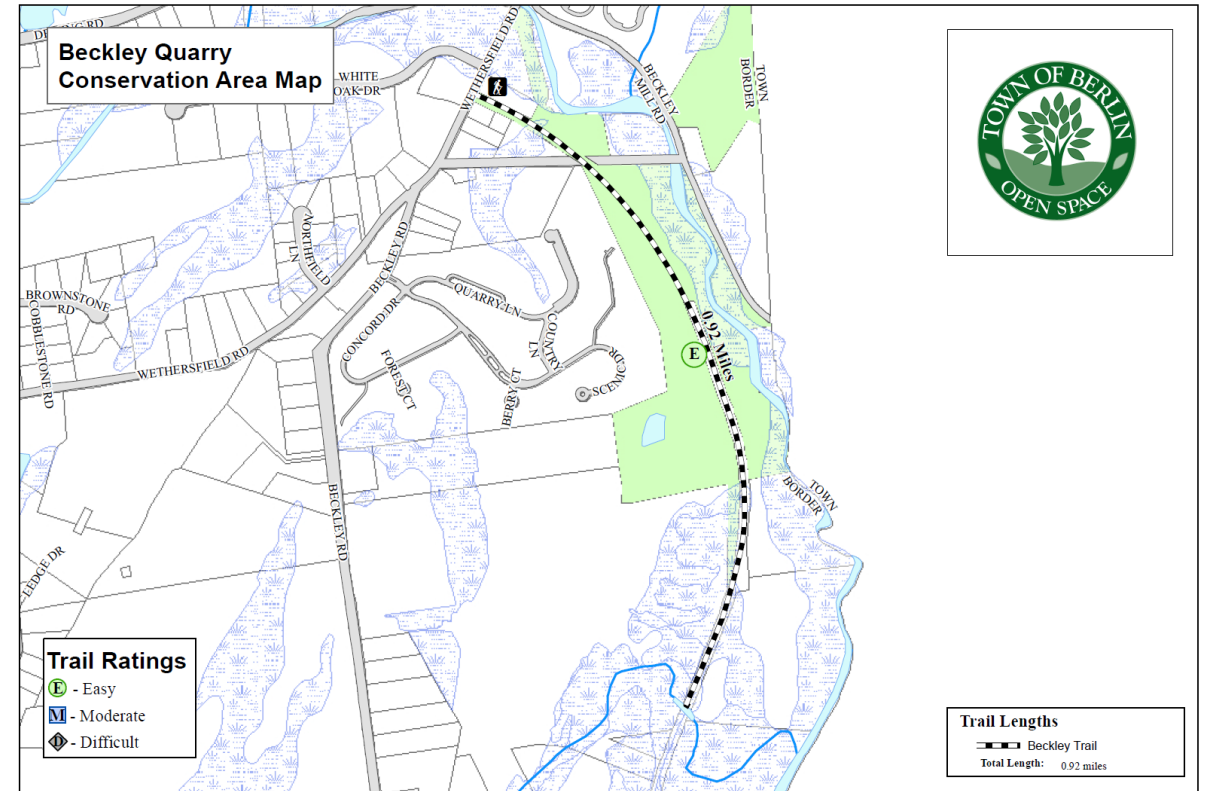 DEMING RD
Beckley Quarry
Conservation Area Map
WHITE
OAK DR
WETHERSFIELD RD
BECKLEY
MILL RD
TOWN
BORDER
TOWN OF BERLIN
OPEN SPACE
NORTHFIELD
LN
BECKLEY RD
BROWNSTONE
RD
COBBLESTONE RD
QUARRY LN
CONCORD DR
COUNTRY
LN
0.92 Miles
E
WETHERSFIELD RD
FOREST CT
BERRY CT
SCENIC DR
BECKLEY RD
TOWN
BORDER
LEDGE DR
Trail Ratings
E - Easy
M - Moderate
D - Difficult
Trail Lengths
Beckley Trail
Total Length: 0.92 miles